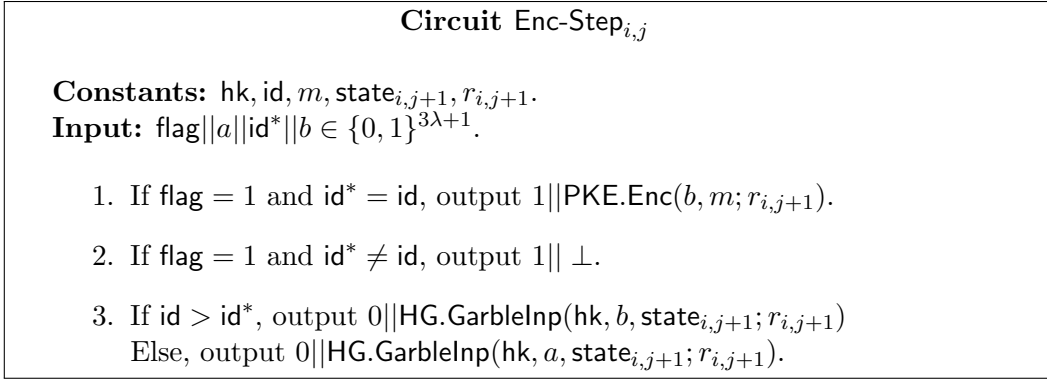 Circuit Enc-Step_{i,j}
Constants: hk, id, m, state_{i,j+1}, r_{i,j+1}.
Input: flag||a||id*||b ∈ {0, 1}^{3λ+1}.
1. If flag = 1 and id* = id, output 1||PKE.Enc(b, m; r_{i,j+1}).
2. If flag = 1 and id* ≠ id, output 1|| ⊥.
3. If id > id*, output 0||HG.GarbleInp(hk, b, state_{i,j+1}; r_{i,j+1})
Else, output 0||HG.GarbleInp(hk, a, state_{i,j+1}; r_{i,j+1}).